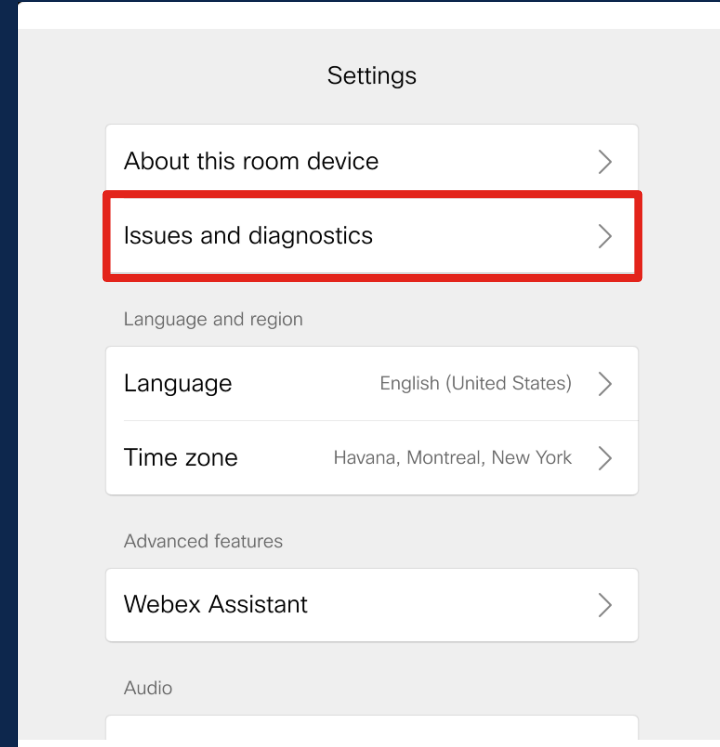 Settings
About this room device
Issues and diagnostics
Language and region
Language English (United States)
Time zone Havana, Montreal, New York
Advanced features
Webex Assistant
Audio